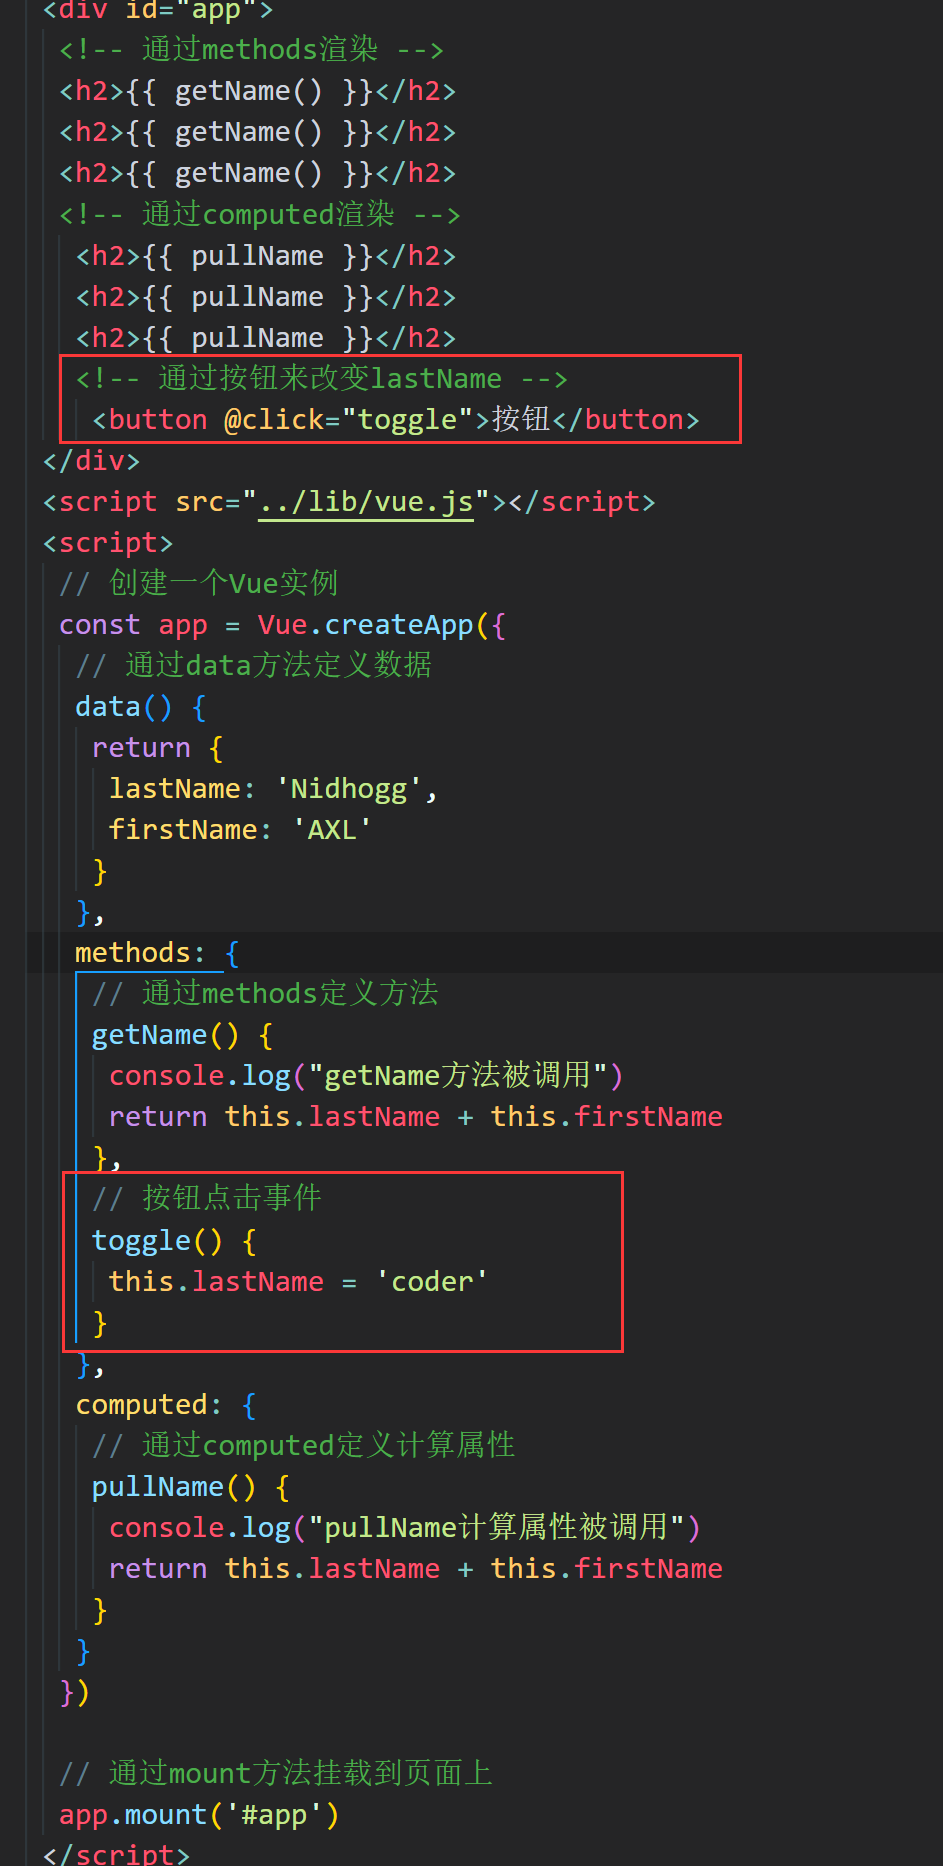 <div id="app">
<!-- 通过methods渲染 -->
<h2>{{ getName() }}</h2>
<h2>{{ getName() }}</h2>
<h2>{{ getName() }}</h2>
<!-- 通过computed渲染 -->
<h2>{{ pullName }}</h2>
<h2>{{ pullName }}</h2>
<h2>{{ pullName }}</h2>
<!-- 通过按钮来改变lastName -->
<button @click="toggle">按钮</button>
</div>
<script src="../lib/vue.js"></script>
<script>
// 创建一个Vue实例
const app = Vue.createApp({
// 通过data方法定义数据
data() {
return {
lastName: 'Nidhogg',
firstName: 'AXL'
}
},
methods: {
// 通过methods定义方法
getName() {
console.log("getName方法被调用")
return this.lastName + this.firstName
},
// 按钮点击事件
toggle() {
this.lastName = 'coder'
}
},
computed: {
// 通过computed定义计算属性
pullName() {
console.log("pullName计算属性被调用")
return this.lastName + this.firstName
}
}
})
// 通过mount方法挂载到页面上
app.mount('#app')
</script>